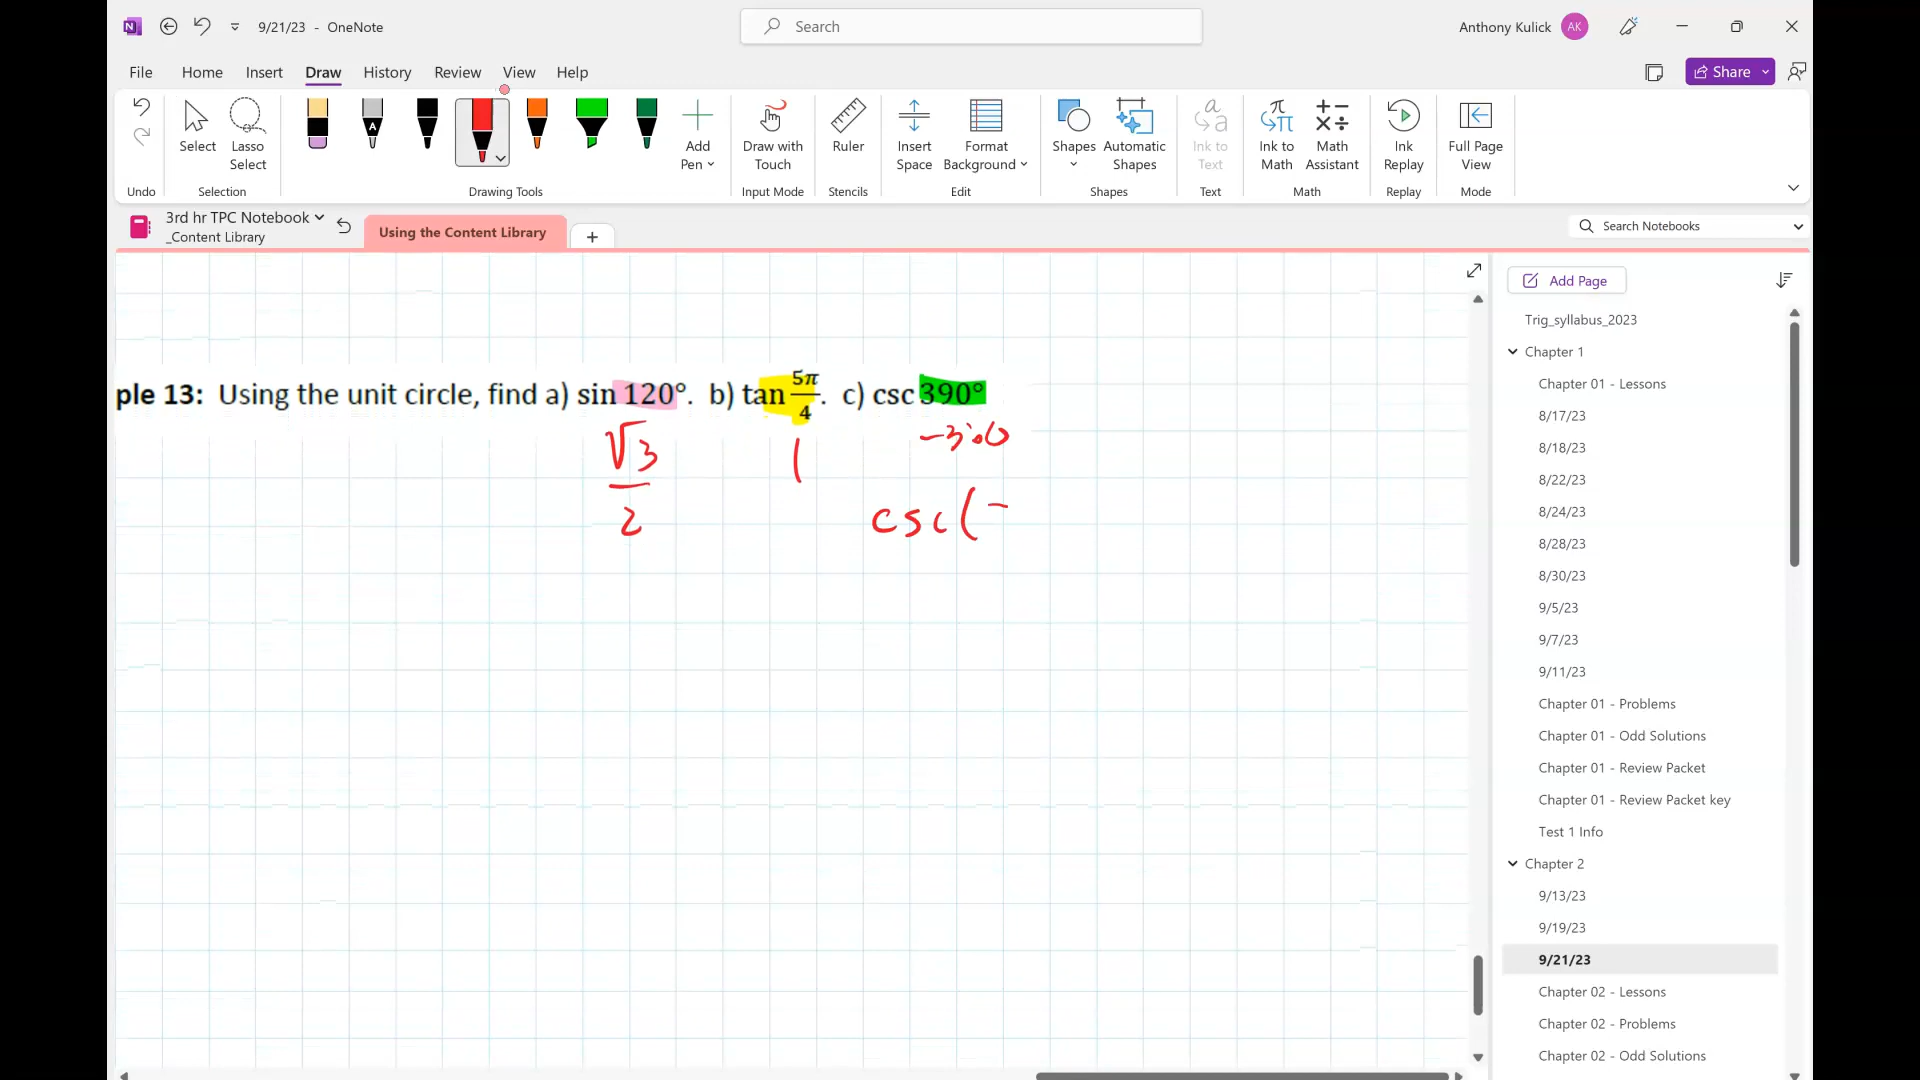 9/21/23 - OneNote
Search
Anthony Kulick AK
File Home Insert Draw History Review View Help
Share
Select
Lasso Select
A
Add Pen
Draw with Touch
Ruler
Insert Space
Format Background
Shapes
Automatic Shapes
Ink to Text
Ink to Math
Math Assistant
Ink Replay
Full Page View
Undo Selection Drawing Tools Input Mode Stencils Edit Shapes Text Math Replay Mode
3rd hr TPC Notebook
_Content Library
Using the Content Library
Search Notebooks
ple 13: Using the unit circle, find a) sin 120°. b) tan 5π/4. c) csc 390°
√3/2
1
-360
csc(
Add Page
Trig_syllabus_2023
Chapter 1
Chapter 01 - Lessons
8/17/23
8/18/23
8/22/23
8/24/23
8/28/23
8/30/23
9/5/23
9/7/23
9/11/23
Chapter 01 - Problems
Chapter 01 - Odd Solutions
Chapter 01 - Review Packet
Chapter 01 - Review Packet key
Test 1 Info
Chapter 2
9/13/23
9/19/23
9/21/23
Chapter 02 - Lessons
Chapter 02 - Problems
Chapter 02 - Odd Solutions